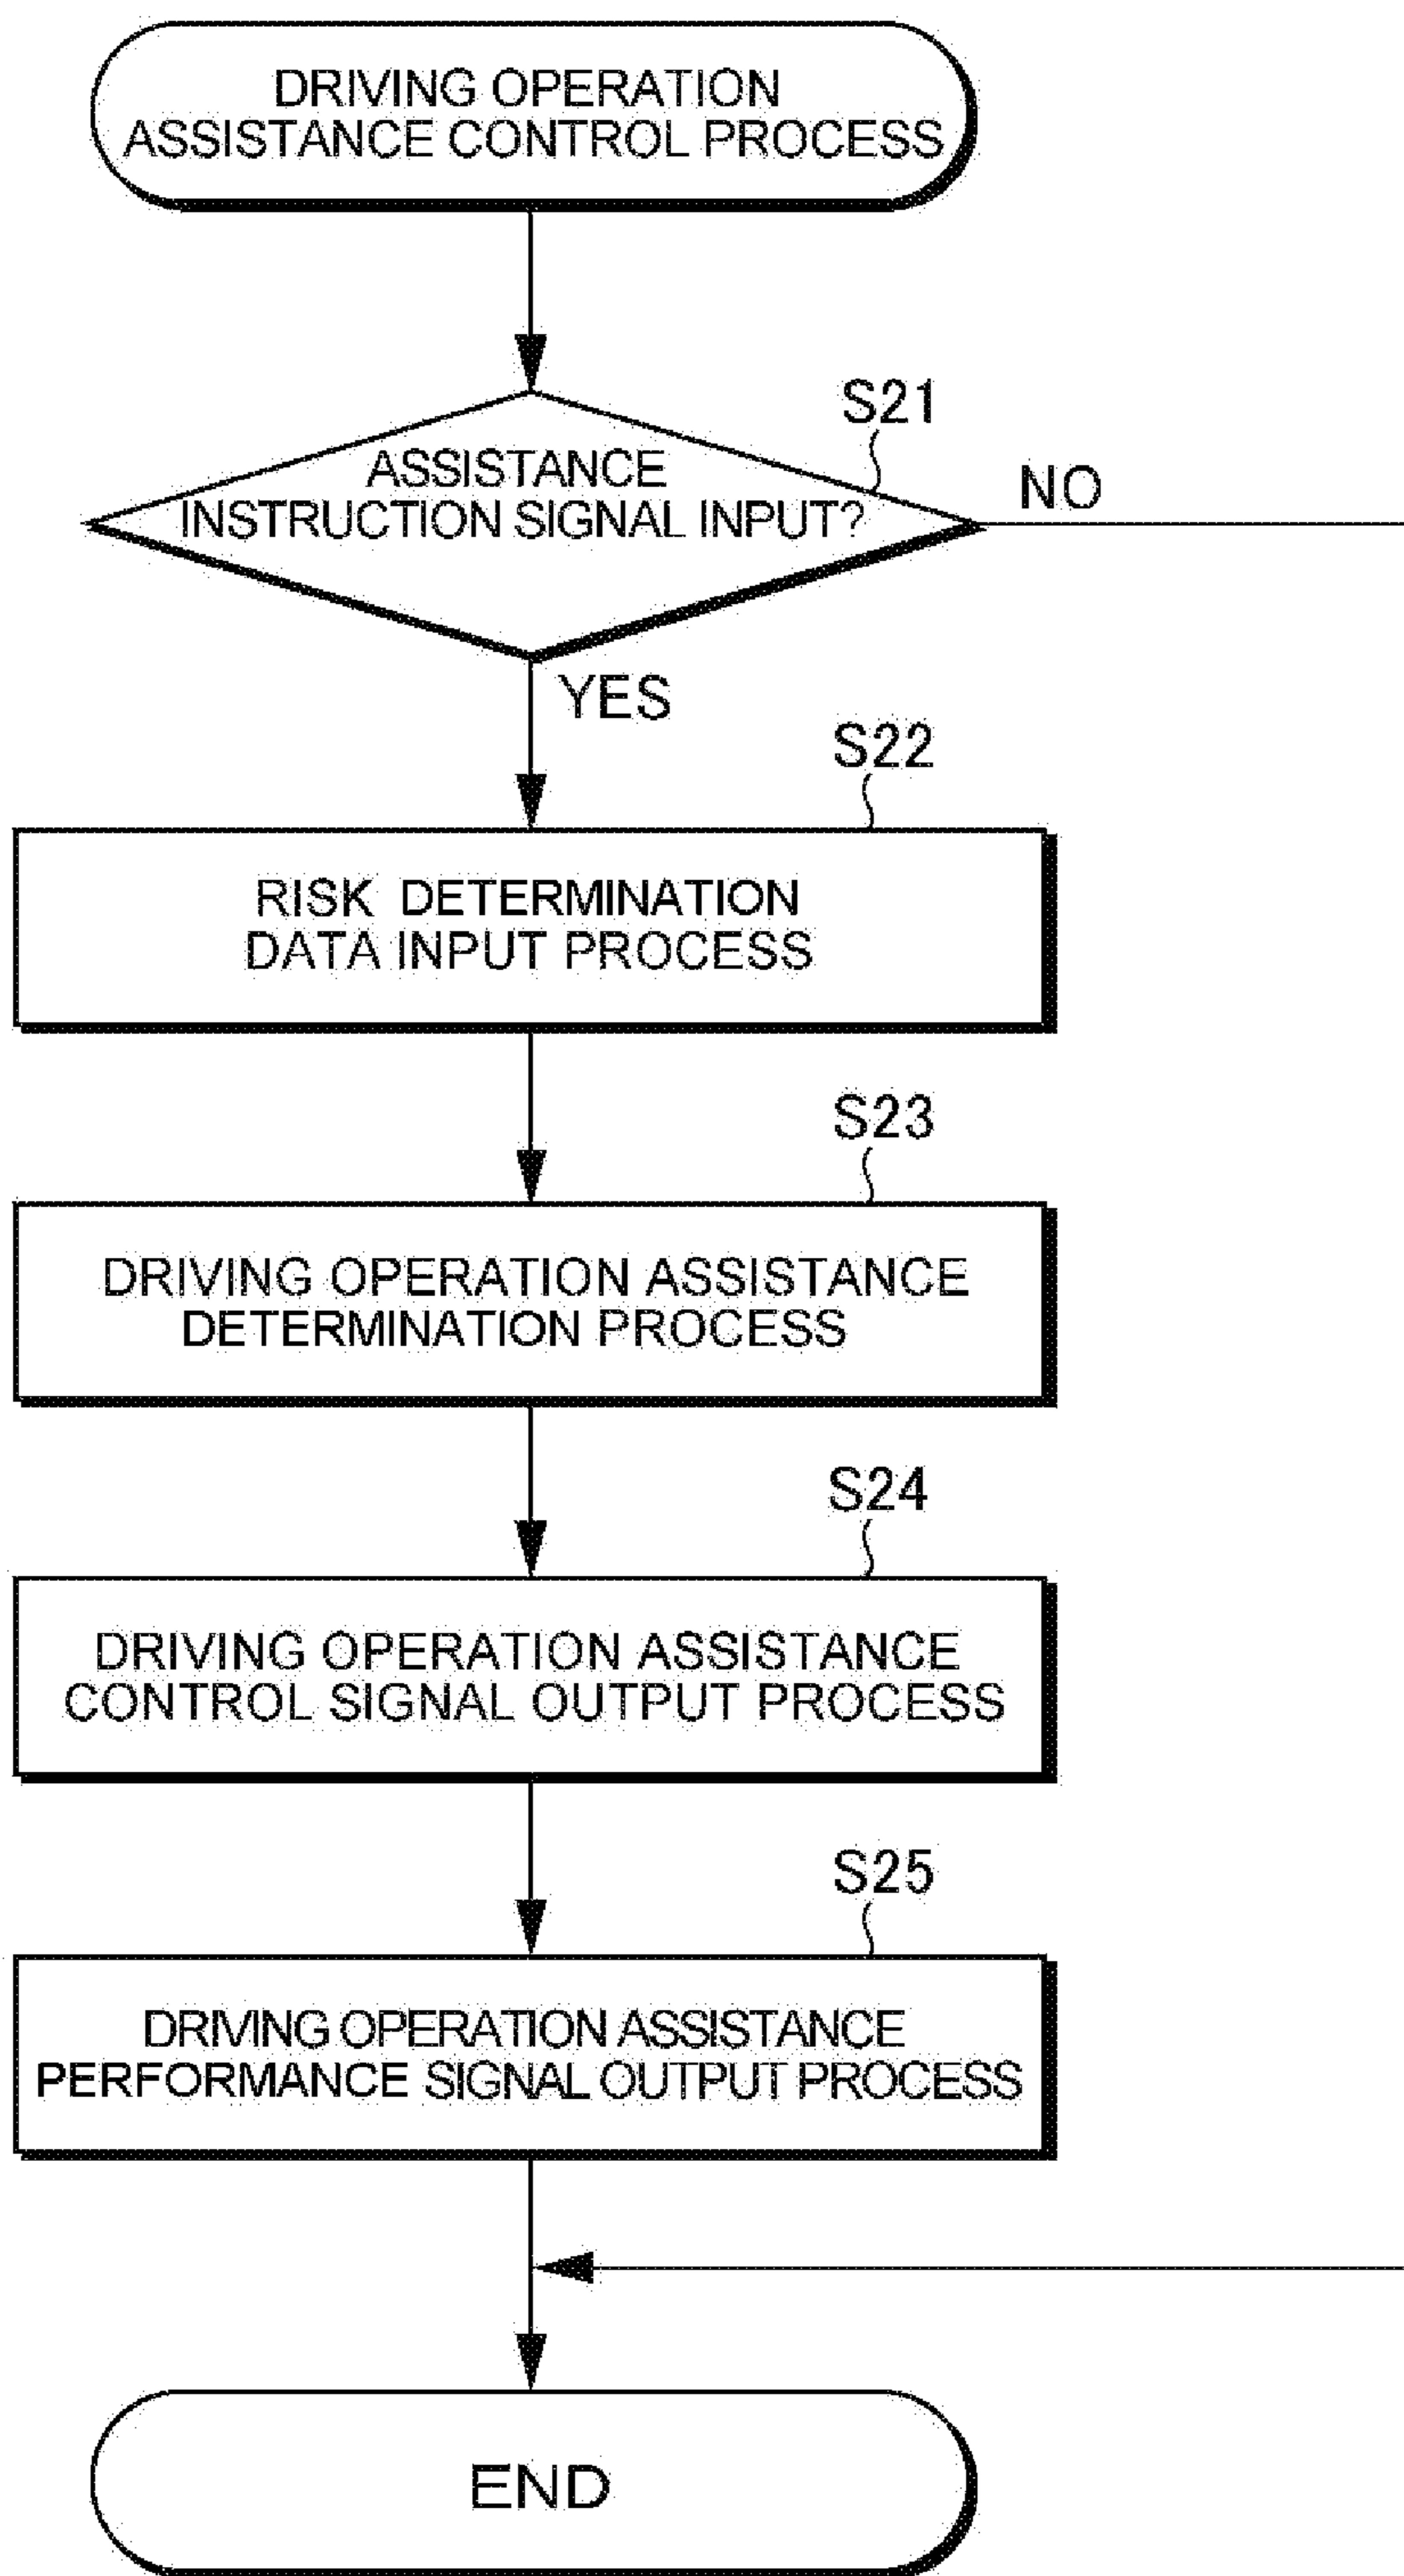 DRIVING OPERATION
ASSISTANCE CONTROL PROCESS
S21
ASSISTANCE
INSTRUCTION SIGNAL INPUT?
NO
YES
S22
RISK DETERMINATION
DATA INPUT PROCESS
S23
DRIVING OPERATION ASSISTANCE
DETERMINATION PROCESS
S24
DRIVING OPERATION ASSISTANCE
CONTROL SIGNAL OUTPUT PROCESS
S25
DRIVING OPERATION ASSISTANCE
PERFORMANCE SIGNAL OUTPUT PROCESS
END